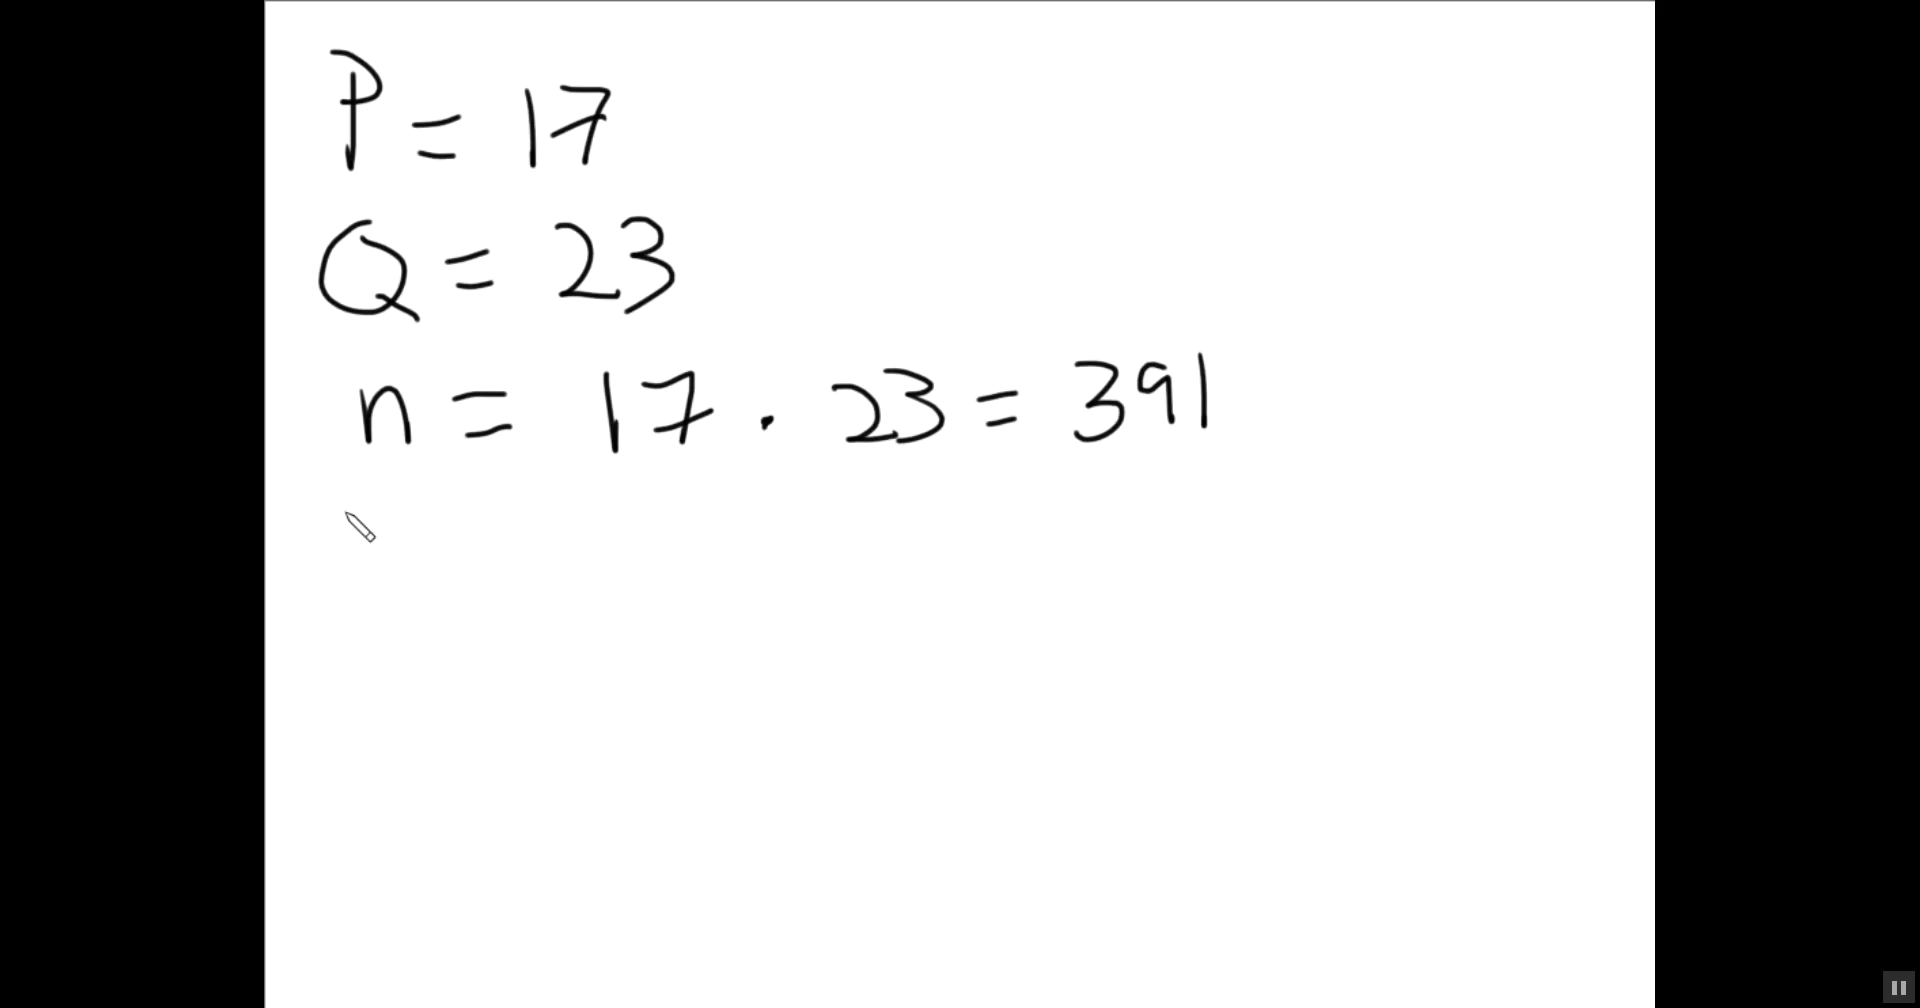 P = 17
Q = 23
n = 17 · 23 = 391